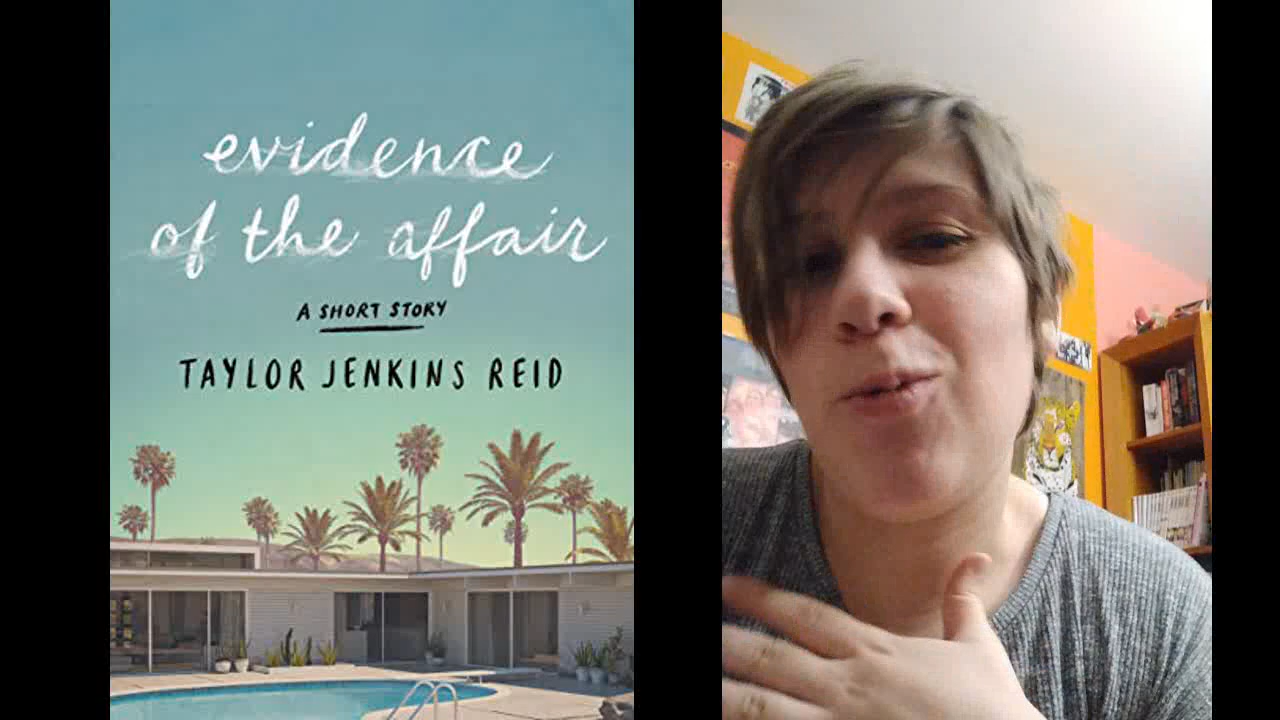 evidence
of the affair
A SHORT STORY
TAYLOR JENKINS REID